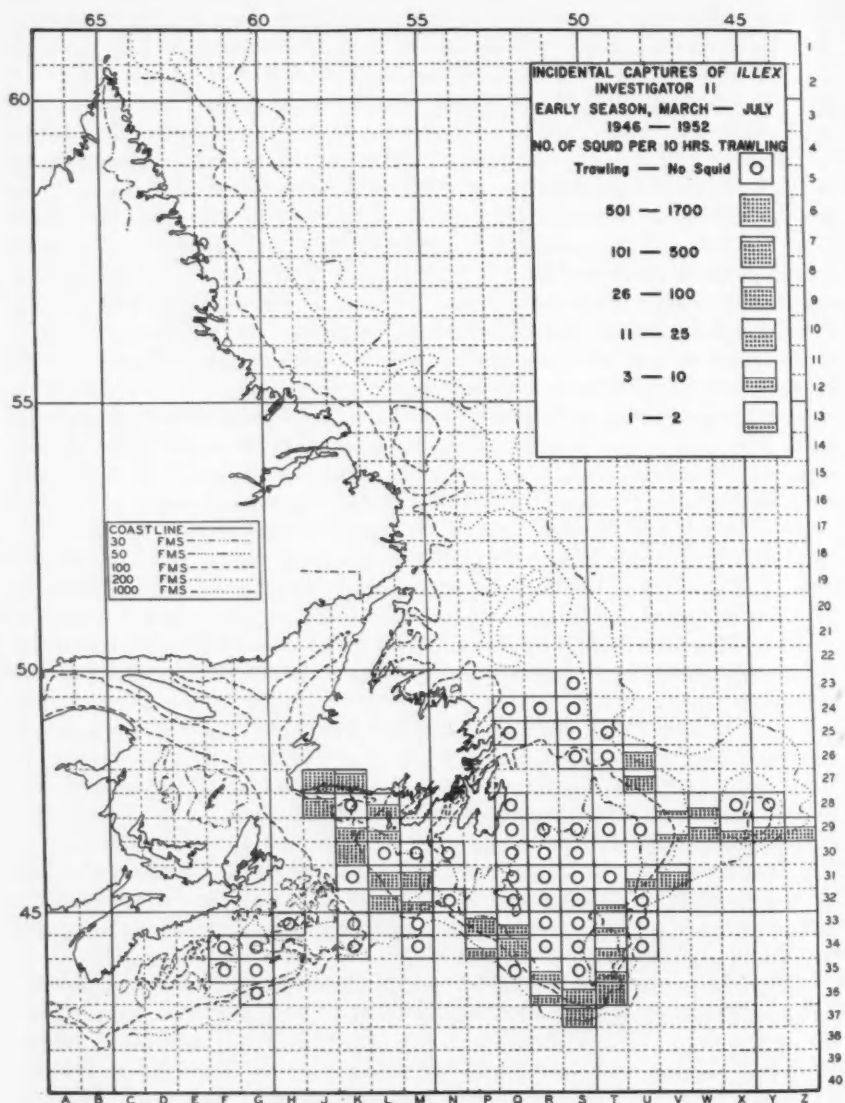 65 60 55 50 45
INCIDENTAL CAPTURES OF ILLEX
INVESTIGATOR II
EARLY SEASON, MARCH — JULY
1946 — 1952
NO. OF SQUID PER 10 HRS. TRAWLING
Trawling — No Squid
501 — 1700
101 — 500
26 — 100
11 — 25
3 — 10
1 — 2
60
55
50
45
COASTLINE
30 FMS
50 FMS
100 FMS
200 FMS
1000 FMS
1
2
3
4
5
6
7
8
9
10
11
12
13
14
15
16
17
18
19
20
21
22
23
24
25
26
27
28
29
30
31
32
33
34
35
36
37
38
39
40
A B C D E F G H J K L M N P Q R S T U V W X Y Z